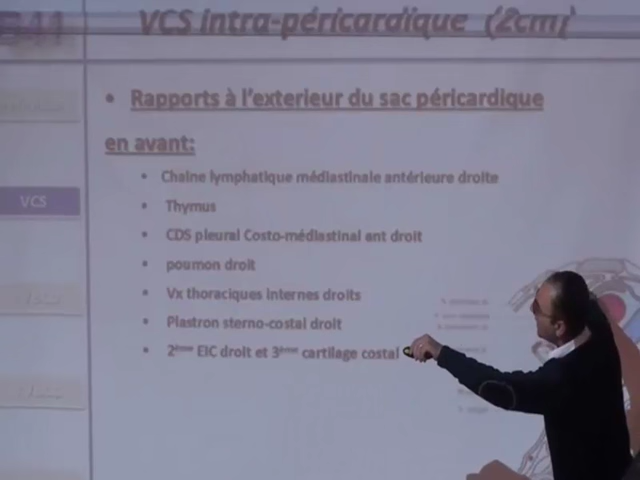 VCS intra-péricardique (2cm)
• Rapports à l'exterieur du sac péricardique
en avant:
• Chaine lymphatique médiastinale antérieure droite
• Thymus
VCS
• CDS pleural Costo-médiastinal ant droit
• poumon droit
• Vx thoraciques internes droits
• Plastron sterno-costal droit
• 2ème EIC droit et 3ème cartilage costal